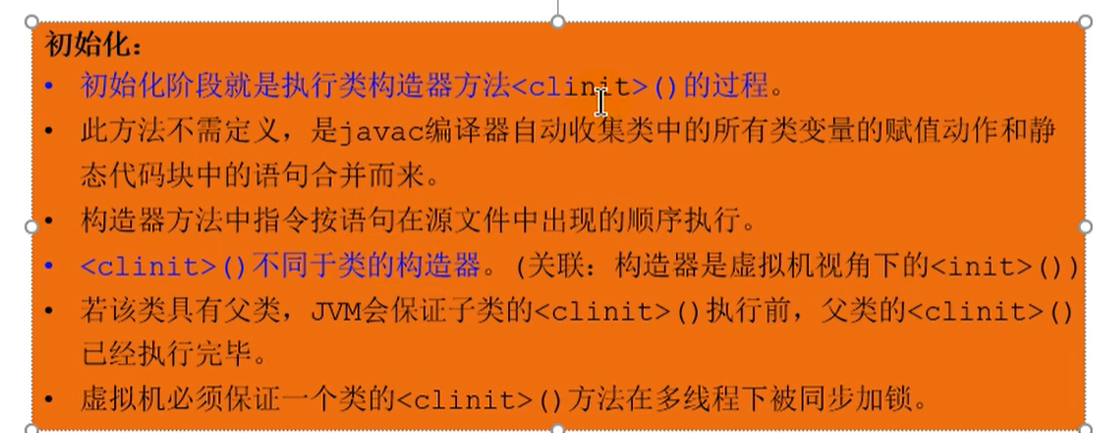 初始化：
• 初始化阶段就是执行类构造器方法<clinit>()的过程。
• 此方法不需定义，是javac编译器自动收集类中的所有类变量的赋值动作和静
态代码块中的语句合并而来。
• 构造器方法中指令按语句在源文件中出现的顺序执行。
• <clinit>()不同于类的构造器。(关联：构造器是虚拟机视角下的<init>())
• 若该类具有父类，JVM会保证子类的<clinit>()执行前，父类的<clinit>()
已经执行完毕。
• 虚拟机必须保证一个类的<clinit>()方法在多线程下被同步加锁。